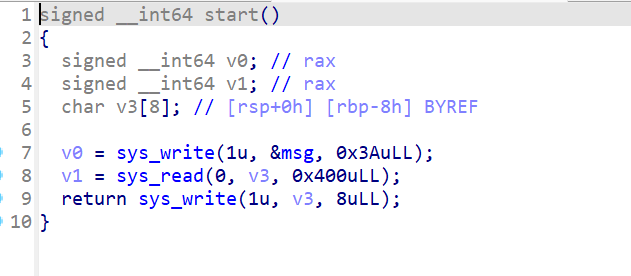 1 signed __int64 start()
2 {
3 signed __int64 v0; // rax
4 signed __int64 v1; // rax
5 char v3[8]; // [rsp+0h] [rbp-8h] BYREF
6
7 v0 = sys_write(1u, &msg, 0x3AuLL);
8 v1 = sys_read(0, v3, 0x400uLL);
9 return sys_write(1u, v3, 8uLL);
10 }